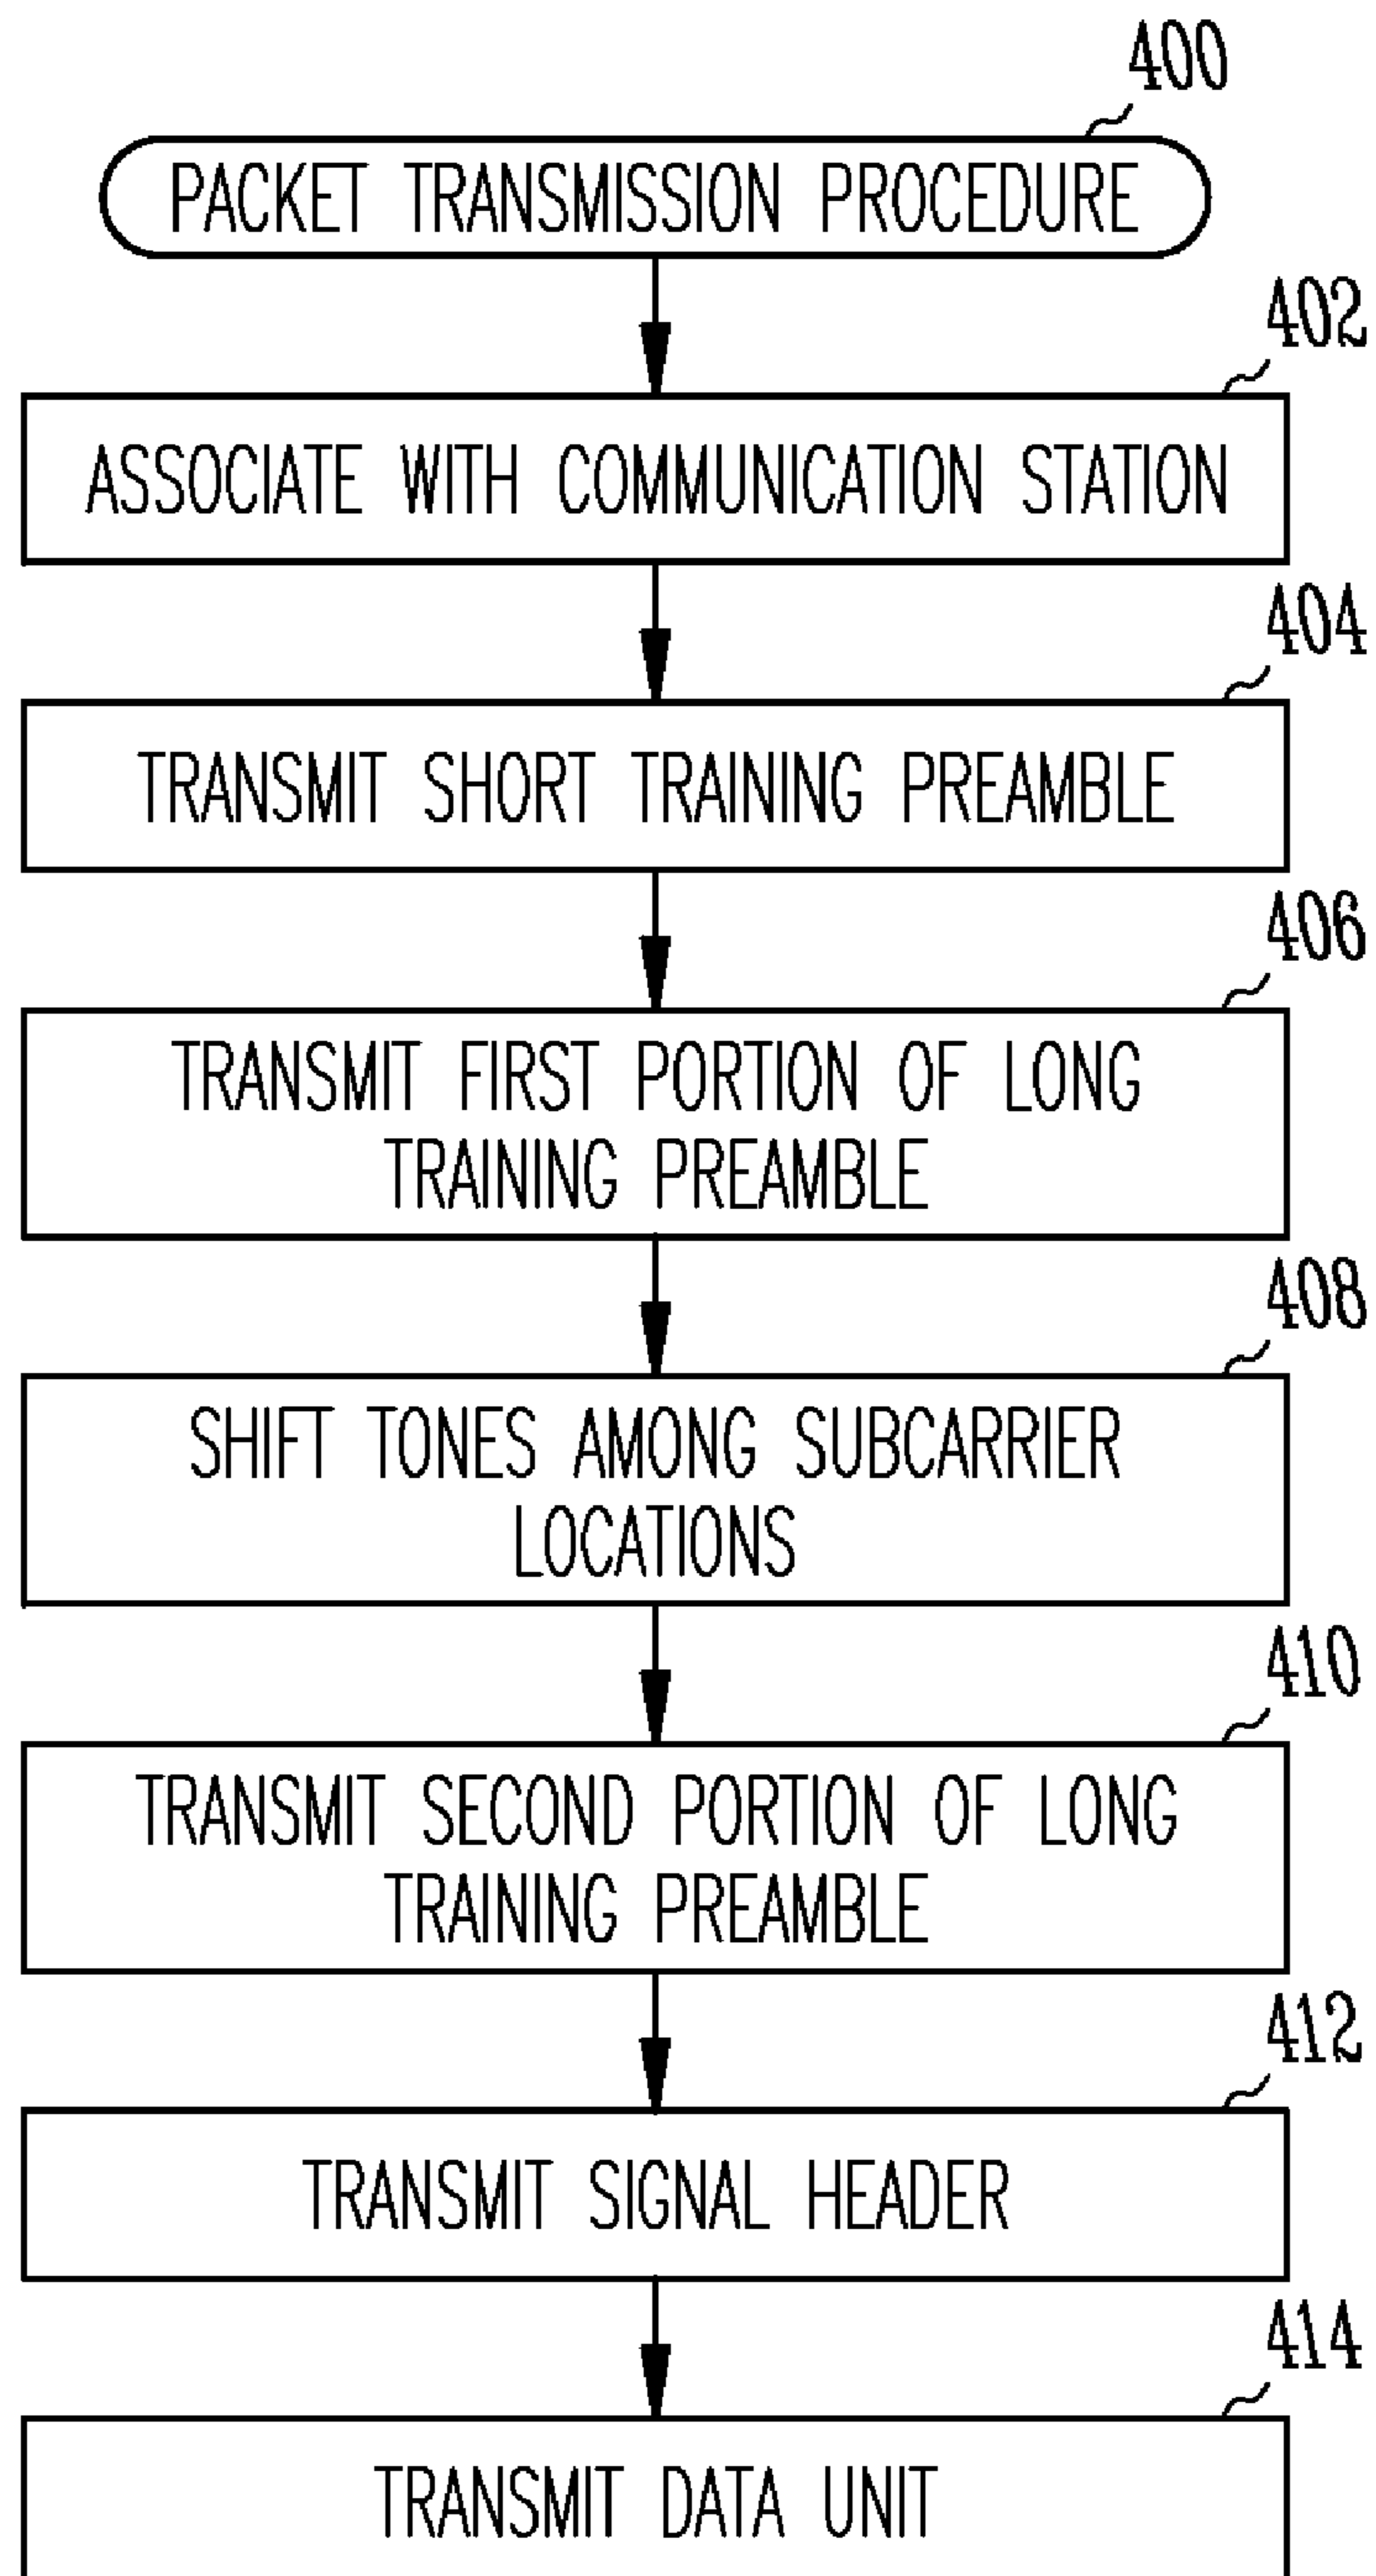 400
PACKET TRANSMISSION PROCEDURE
402
ASSOCIATE WITH COMMUNICATION STATION
404
TRANSMIT SHORT TRAINING PREAMBLE
406
TRANSMIT FIRST PORTION OF LONG
TRAINING PREAMBLE
408
SHIFT TONES AMONG SUBCARRIER
LOCATIONS
410
TRANSMIT SECOND PORTION OF LONG
TRAINING PREAMBLE
412
TRANSMIT SIGNAL HEADER
414
TRANSMIT DATA UNIT